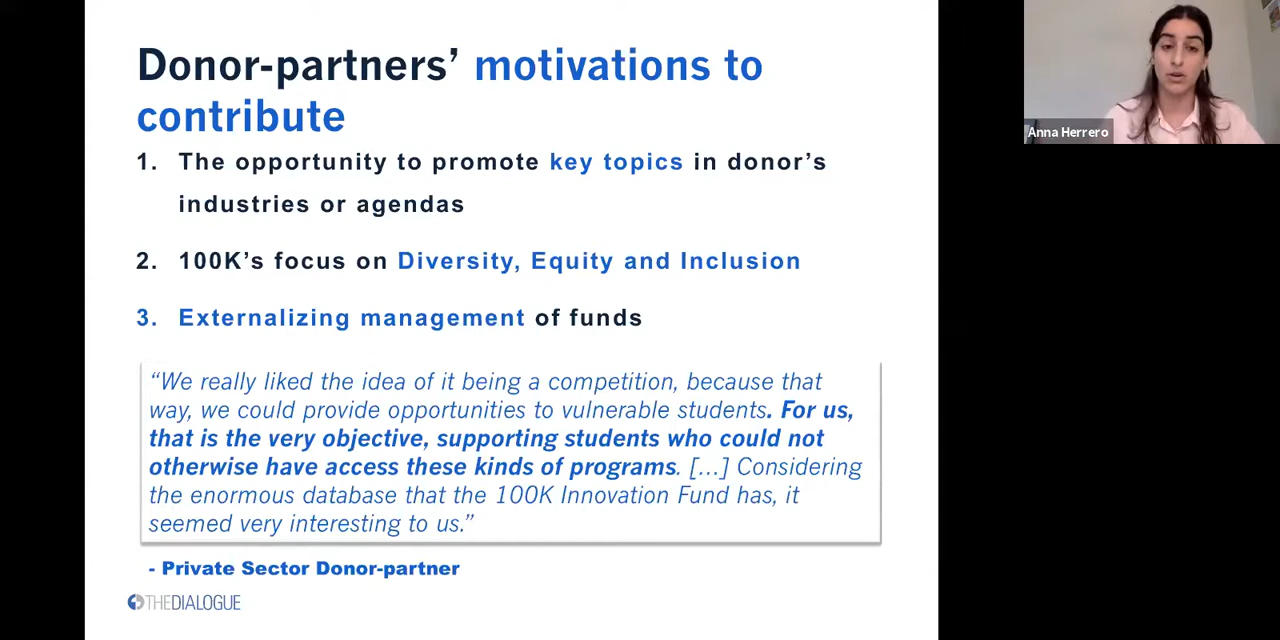 Donor-partners’ motivations to
contribute
1. The opportunity to promote key topics in donor’s
industries or agendas
2. 100K’s focus on Diversity, Equity and Inclusion
3. Externalizing management of funds
“We really liked the idea of it being a competition, because that
way, we could provide opportunities to vulnerable students. For us,
that is the very objective, supporting students who could not
otherwise have access these kinds of programs. [...] Considering
the enormous database that the 100K Innovation Fund has, it
seemed very interesting to us.”
- Private Sector Donor-partner
THEDIALOGUE
Anna Herrero